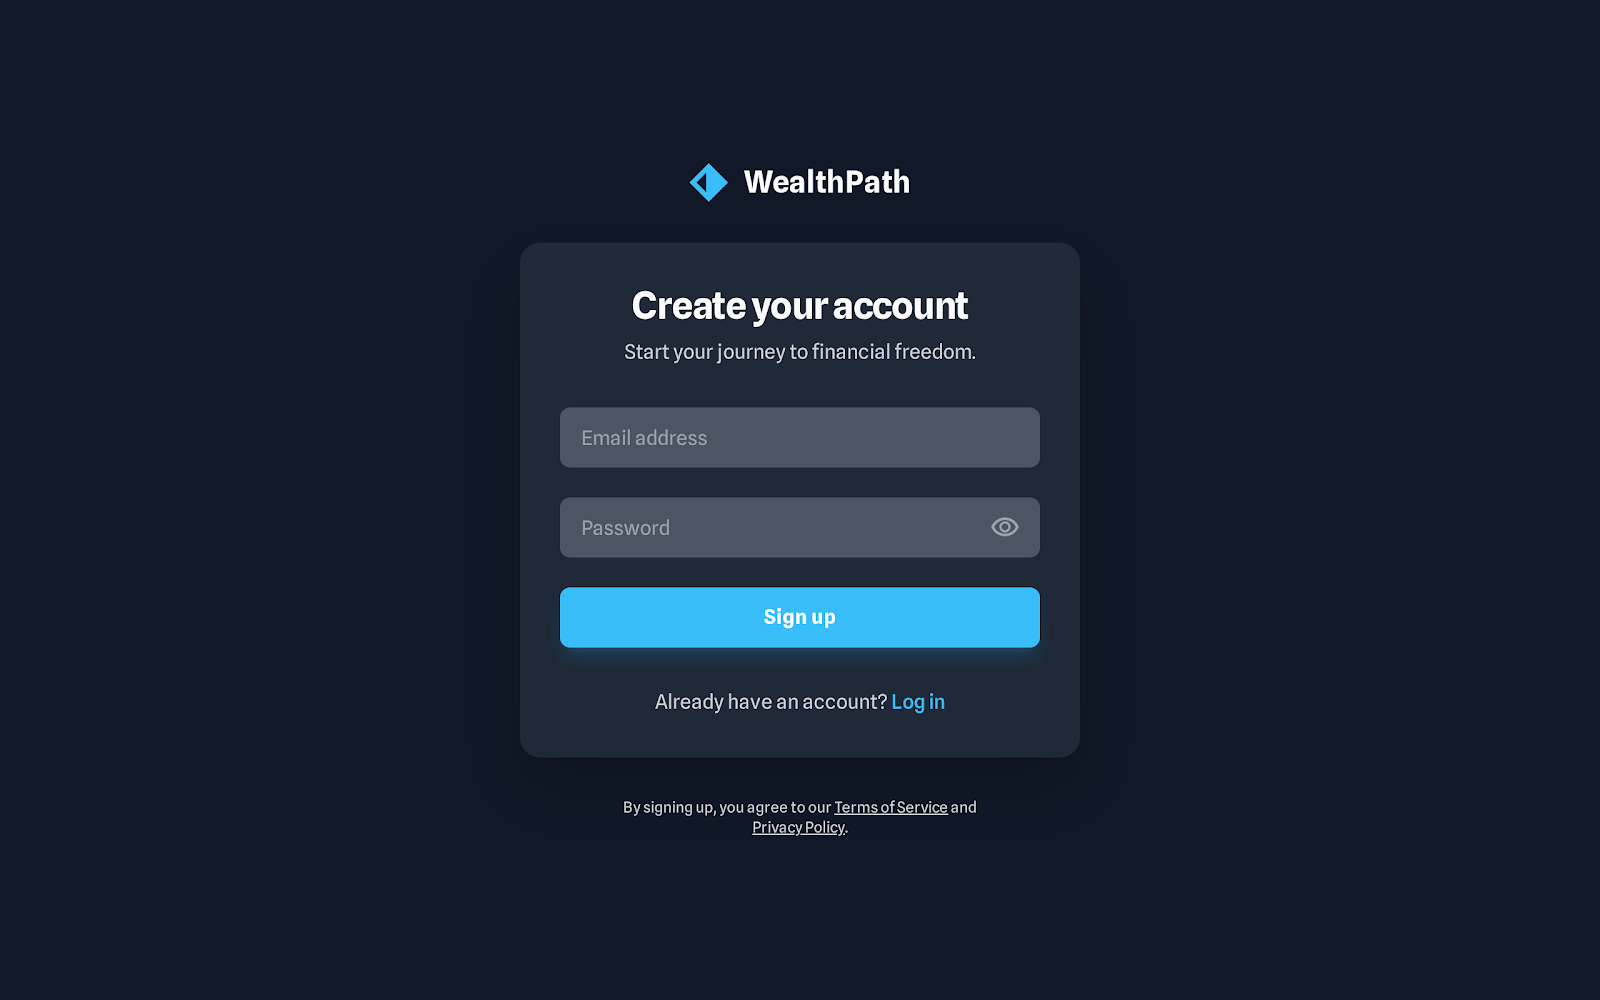 WealthPath
Create your account
Start your journey to financial freedom.
Email address
Password
Sign up
Already have an account? Log in
By signing up, you agree to our Terms of Service and
Privacy Policy.